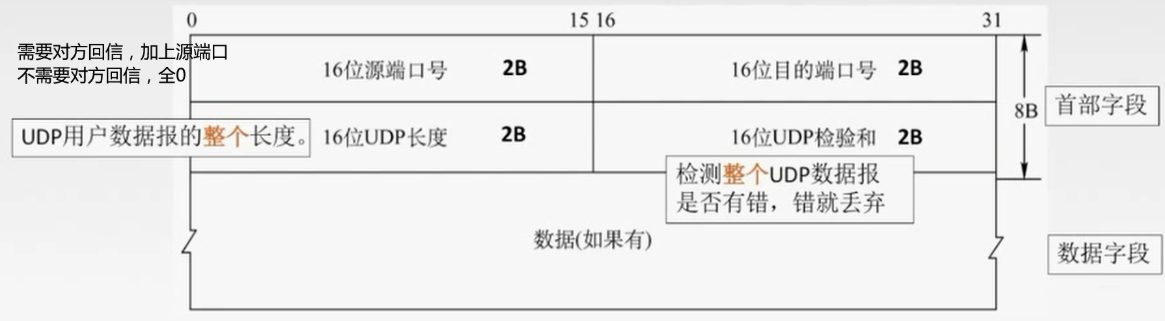 0 15 16 31
需要对方回信，加上源端口
不需要对方回信，全0
16位源端口号 2B 16位目的端口号 2B
8B 首部字段
UDP用户数据报的整个长度。 16位UDP长度 2B 16位UDP检验和 2B
检测整个UDP数据报
是否有错，错就丢弃
数据(如果有)
数据字段